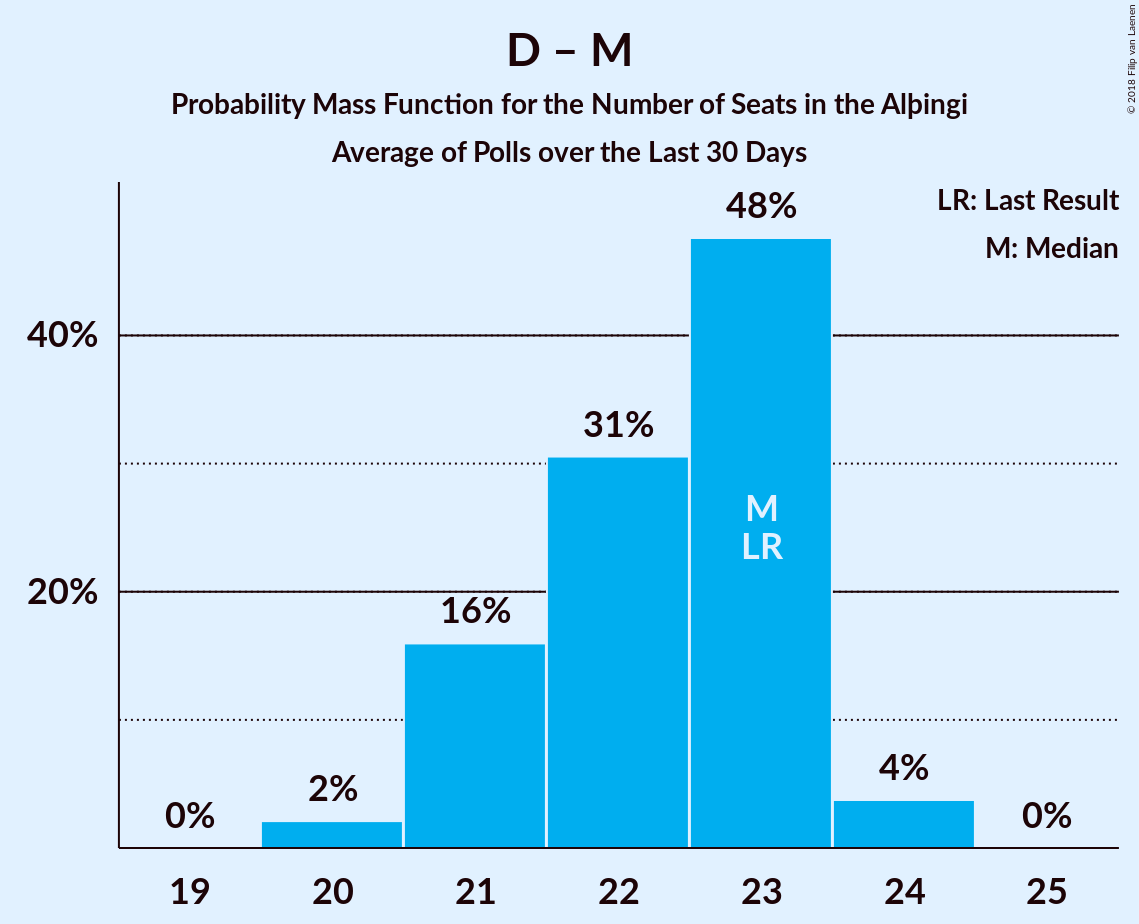 D – M
Probability Mass Function for the Number of Seats in the Alþingi
Average of Polls over the Last 30 Days
© 2018 Filip van Laenen
LR: Last Result
M: Median
48%
40%
31%
M
LR
20%
16%
4%
2%
0%
0%
19 20 21 22 23 24 25